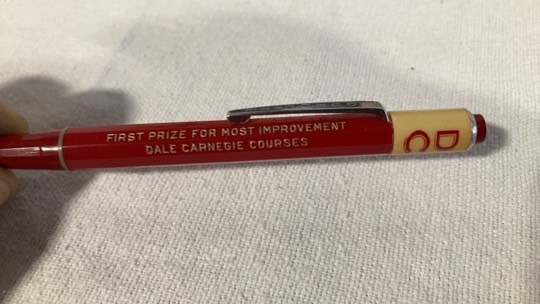 FIRST PRIZE FOR MOST IMPROVEMENT
DALE CARNEGIE COURSES
D
C